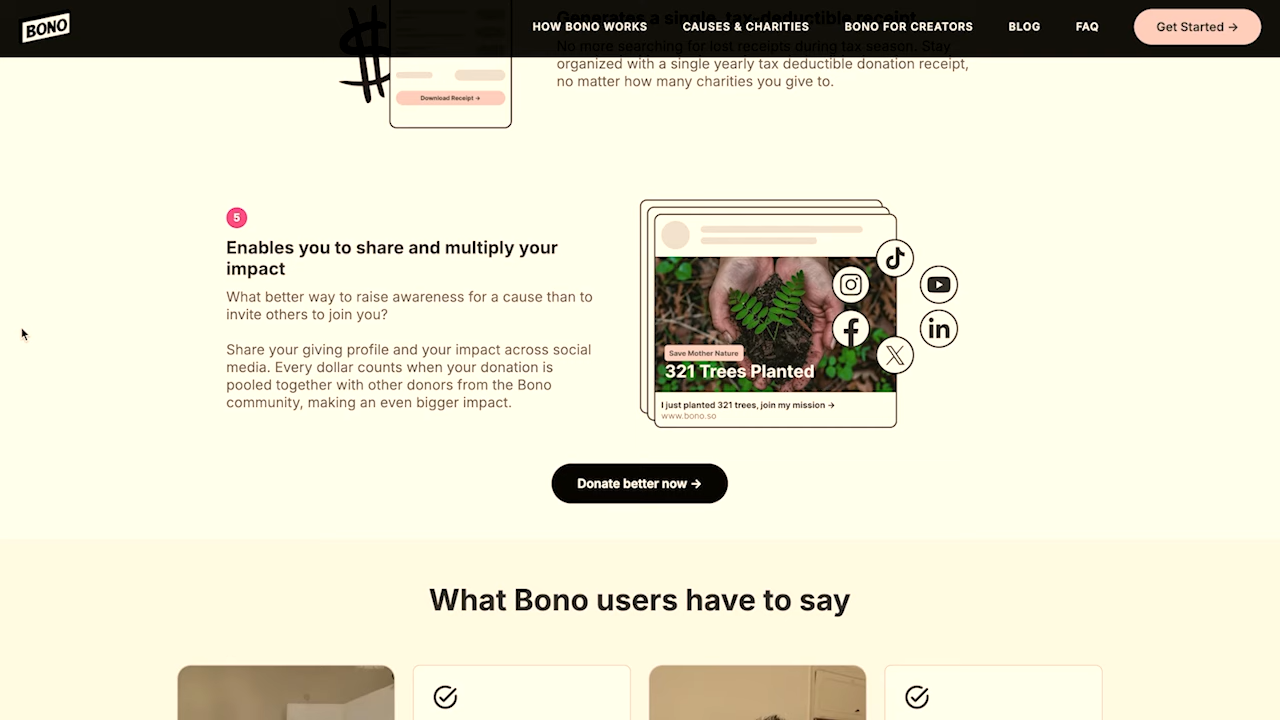 BONO
HOW BONO WORKS
CAUSES & CHARITIES
BONO FOR CREATORS
BLOG
FAQ
Get Started →
Generates a single, tax-deductible receipt
No more searching for lost receipts during tax season. Stay
organized with a single yearly tax deductible donation receipt,
no matter how many charities you give to.
Download Receipt →
5
Enables you to share and multiply your
impact
What better way to raise awareness for a cause than to
invite others to join you?
Share your giving profile and your impact across social
media. Every dollar counts when your donation is
pooled together with other donors from the Bono
community, making an even bigger impact.
Save Mother Nature
321 Trees Planted
I just planted 321 trees, join my mission →
www.bono.so
Donate better now →
What Bono users have to say